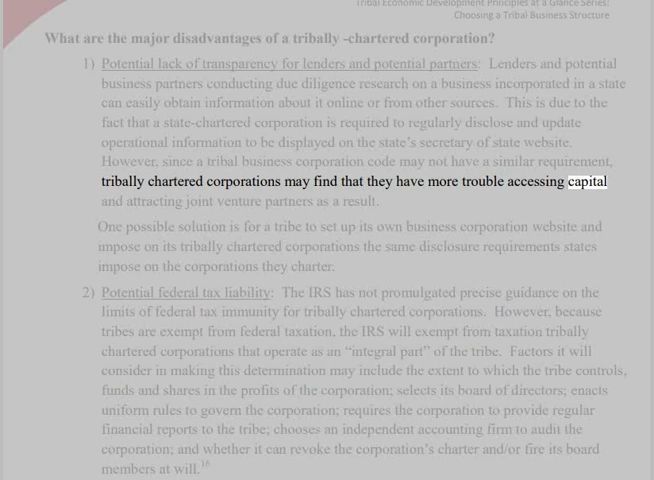 Tribal Economic Development Principles at a Glance Series:
Choosing a Tribal Business Structure
What are the major disadvantages of a tribally -chartered corporation?
1) Potential lack of transparency for lenders and potential partners: Lenders and potential
business partners conducting due diligence research on a business incorporated in a state
can easily obtain information about it online or from other sources. This is due to the
fact that a state-chartered corporation is required to regularly disclose and update
operational information to be displayed on the state's secretary of state website.
However, since a tribal business corporation code may not have a similar requirement,
tribally chartered corporations may find that they have more trouble accessing capital
and attracting joint venture partners as a result.
One possible solution is for a tribe to set up its own business corporation website and
impose on its tribally chartered corporations the same disclosure requirements states
impose on the corporations they charter.
2) Potential federal tax liability: The IRS has not promulgated precise guidance on the
limits of federal tax immunity for tribally chartered corporations. However, because
tribes are exempt from federal taxation, the IRS will exempt from taxation tribally
chartered corporations that operate as an “integral part” of the tribe. Factors it will
consider in making this determination may include the extent to which the tribe controls,
funds and shares in the profits of the corporation; selects its board of directors; enacts
uniform rules to govern the corporation; requires the corporation to provide regular
financial reports to the tribe; chooses an independent accounting firm to audit the
corporation; and whether it can revoke the corporation's charter and/or fire its board
members at will.16